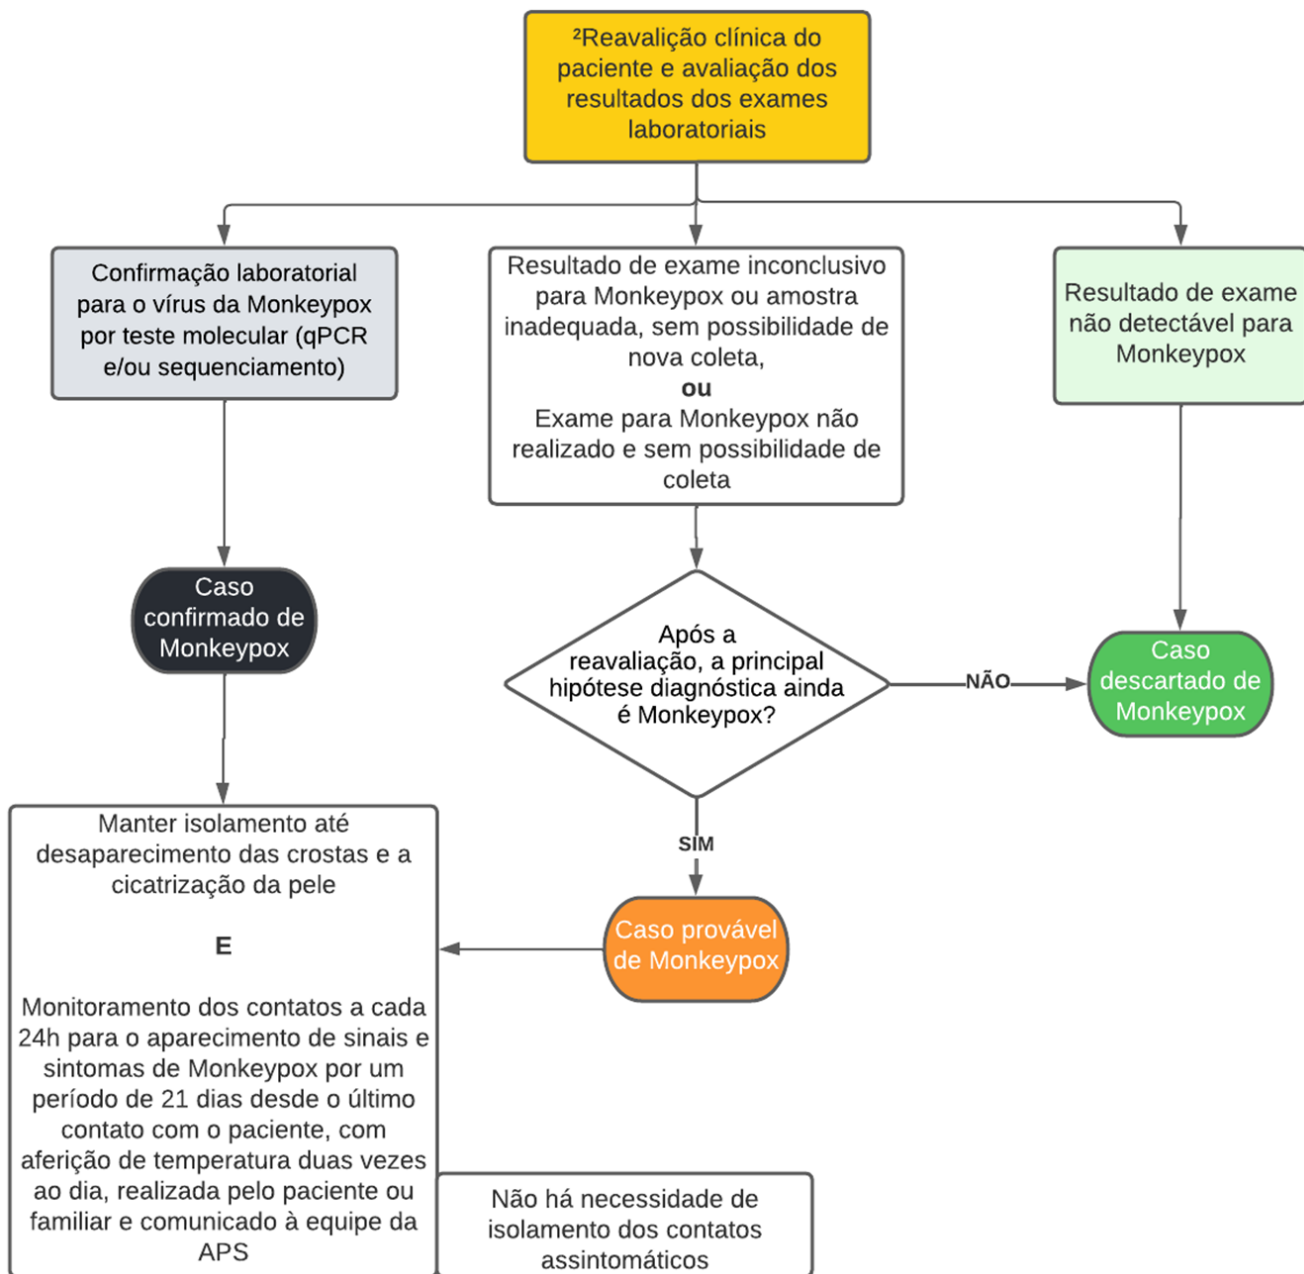 ²Reavalição clínica do
paciente e avaliação dos
resultados dos exames
laboratoriais
Confirmação laboratorial
para o vírus da Monkeypox
por teste molecular (qPCR
e/ou sequenciamento)
Resultado de exame inconclusivo
para Monkeypox ou amostra
inadequada, sem possibilidade de
nova coleta,
ou
Exame para Monkeypox não
realizado e sem possibilidade de
coleta
Resultado de exame
não detectável para
Monkeypox
Caso
confirmado de
Monkeypox
Após a
reavaliação, a principal
hipótese diagnóstica ainda
é Monkeypox?
NÃO
Caso
descartado de
Monkeypox
SIM
Caso provável
de Monkeypox
Manter isolamento até
desaparecimento das crostas e a
cicatrização da pele
E
Monitoramento dos contatos a cada
24h para o aparecimento de sinais e
sintomas de Monkeypox por um
período de 21 dias desde o último
contato com o paciente, com
aferição de temperatura duas vezes
ao dia, realizada pelo paciente ou
familiar e comunicado à equipe da
APS
Não há necessidade de
isolamento dos contatos
assintomáticos